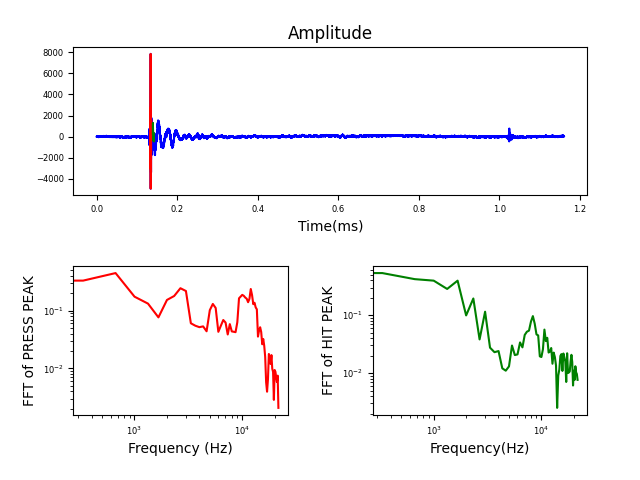 Amplitude
8000
6000
4000
2000
0
−2000
−4000
0.0 0.2 0.4 0.6 0.8 1.0 1.2
Time(ms)
FFT of PRESS PEAK
10⁻¹
10⁻²
10³ 10⁴
Frequency (Hz)
FFT of HIT PEAK
10⁻¹
10⁻²
10³ 10⁴
Frequency(Hz)